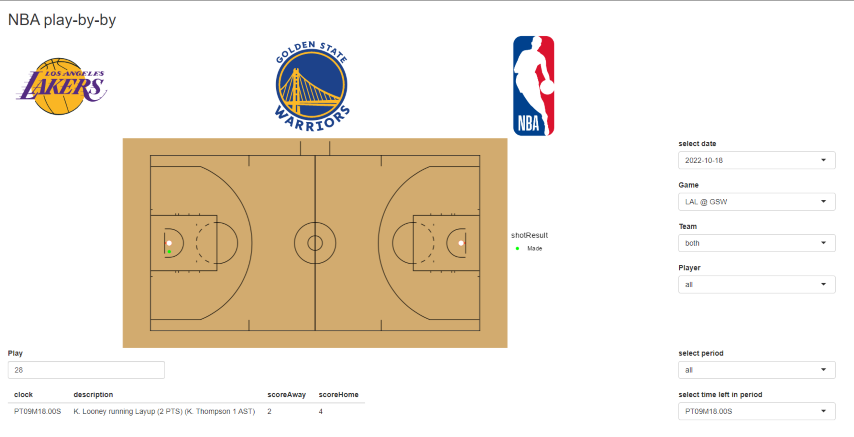 NBA play-by-by
LOS ANGELES
LAKERS
GOLDEN STATE
WARRIORS
NBA
select date
2022-10-18
Game
LAL @ GSW
Team
both
Player
all
shotResult
Made
Play
28
select period
all
clock description scoreAway scoreHome
PT09M18.00S K. Looney running Layup (2 PTS) (K. Thompson 1 AST) 2 4
select time left in period
PT09M18.00S